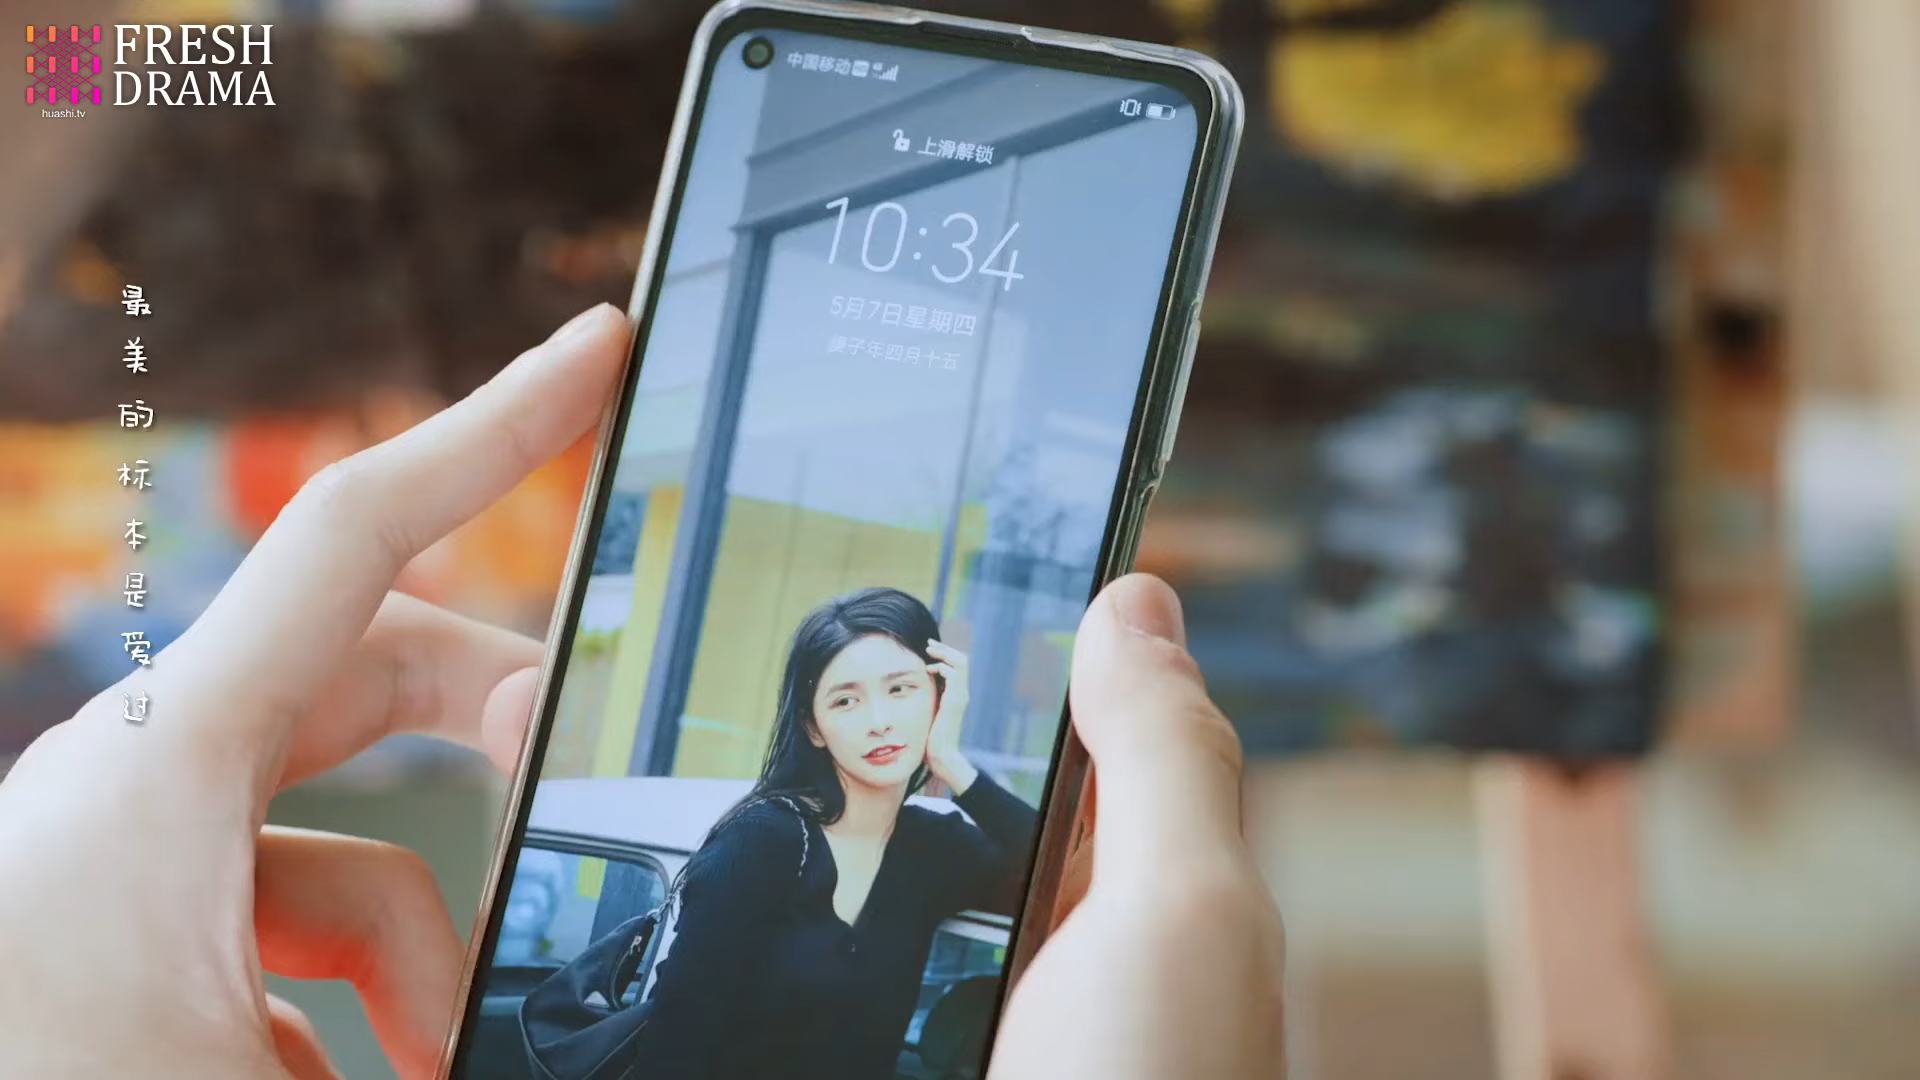 FRESH
DRAMA
huashi.tv
最美的标本是爱过
中国移动
上滑解锁
10:34
5月7日星期四
庚子年四月十五